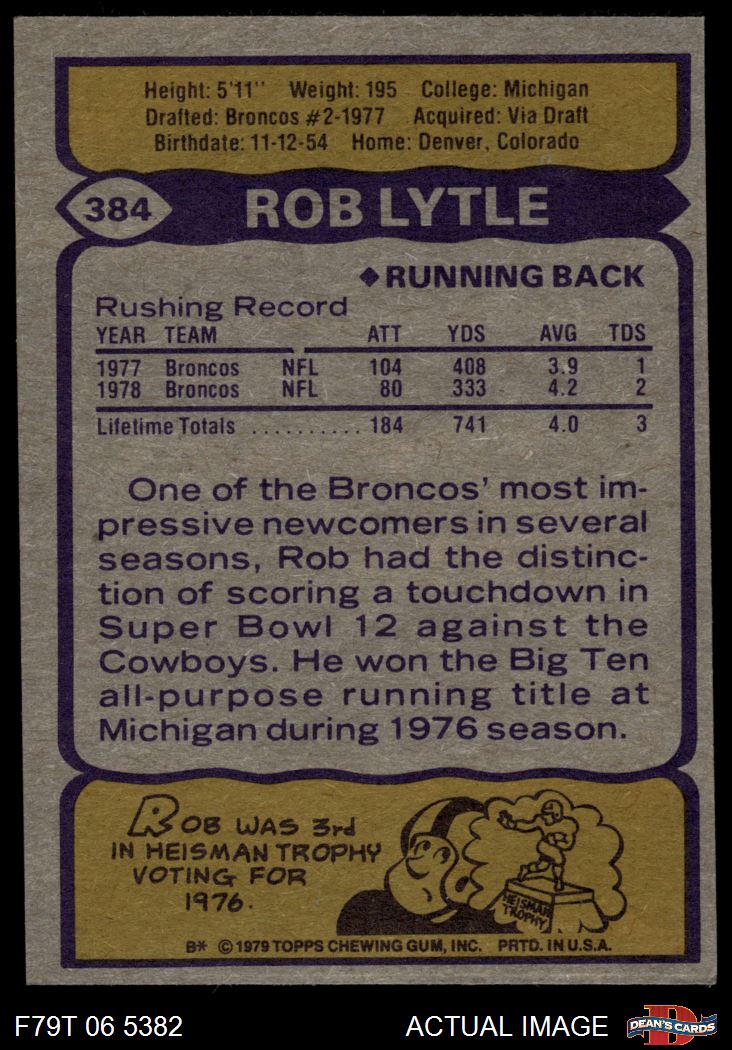 Height: 5'11" Weight: 195 College: Michigan
Drafted: Broncos #2-1977 Acquired: Via Draft
Birthdate: 11-12-54 Home: Denver, Colorado
384 ROB LYTLE
◆RUNNING BACK
Rushing Record
YEAR TEAM ATT YDS AVG TDS
1977 Broncos NFL 104 408 3.9 1
1978 Broncos NFL 80 333 4.2 2
Lifetime Totals .......... 184 741 4.0 3
One of the Broncos' most im-
pressive newcomers in several
seasons, Rob had the distinc-
tion of scoring a touchdown in
Super Bowl 12 against the
Cowboys. He won the Big Ten
all-purpose running title at
Michigan during 1976 season.
ROB WAS 3rd
IN HEISMAN TROPHY
VOTING FOR
1976.
HEISMAN
TROPHY
B* © 1979 TOPPS CHEWING GUM, INC. PRTD. IN U.S.A.
F79T 06 5382 ACTUAL IMAGE
D
DEAN'S CARDS